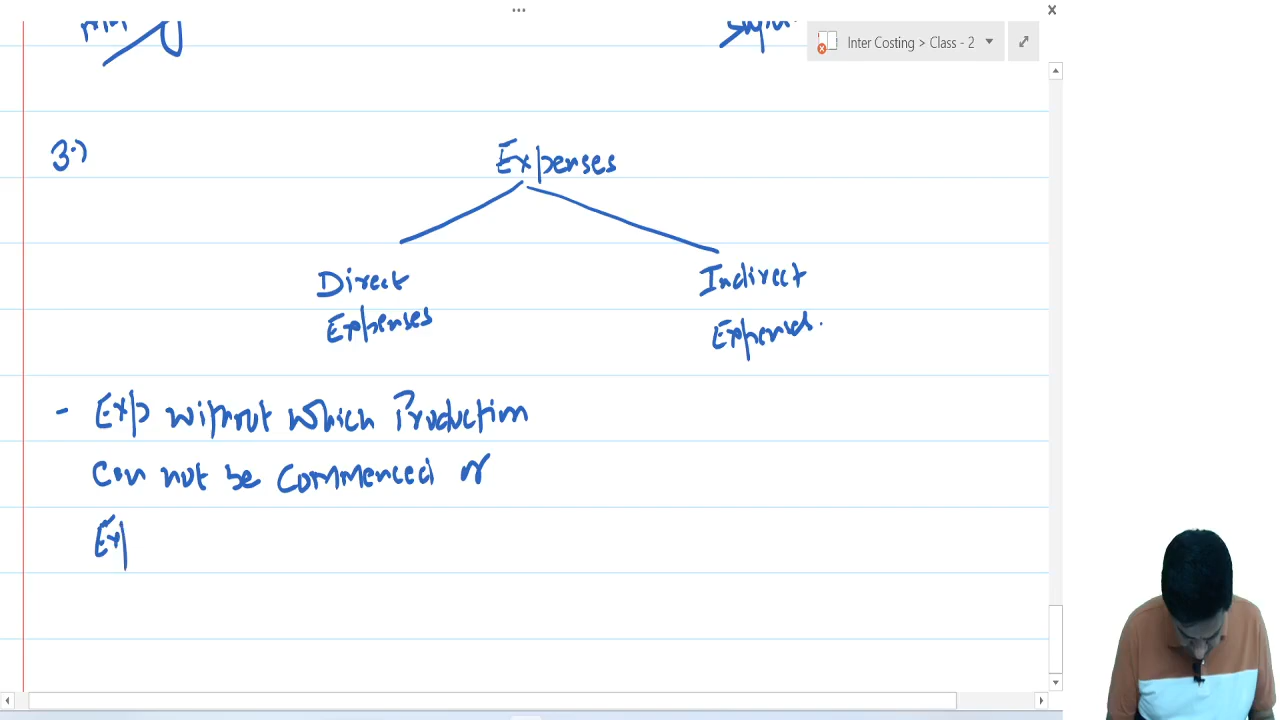 Inter Costing > Class - 2
3.)
Expenses
Direct
Expenses
Indirect
Expenses.
- Exp without which Production
Can not be Commenced or
Exp